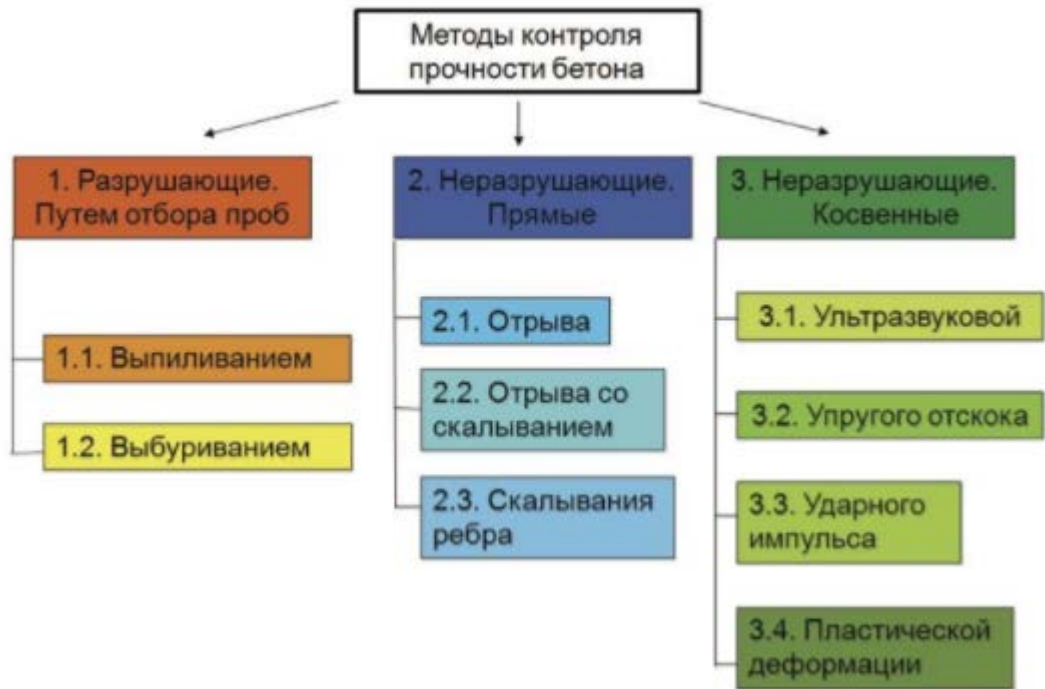 Методы контроля
прочности бетона
1. Разрушающие.
Путем отбора проб
1.1. Выпиливанием
1.2. Выбуриванием
2. Неразрушающие.
Прямые
2.1. Отрыва
2.2. Отрыва со
скалыванием
2.3. Скалывания
ребра
3. Неразрушающие.
Косвенные
3.1. Ультразвуковой
3.2. Упругого отскока
3.3. Ударного
импульса
3.4. Пластической
деформации